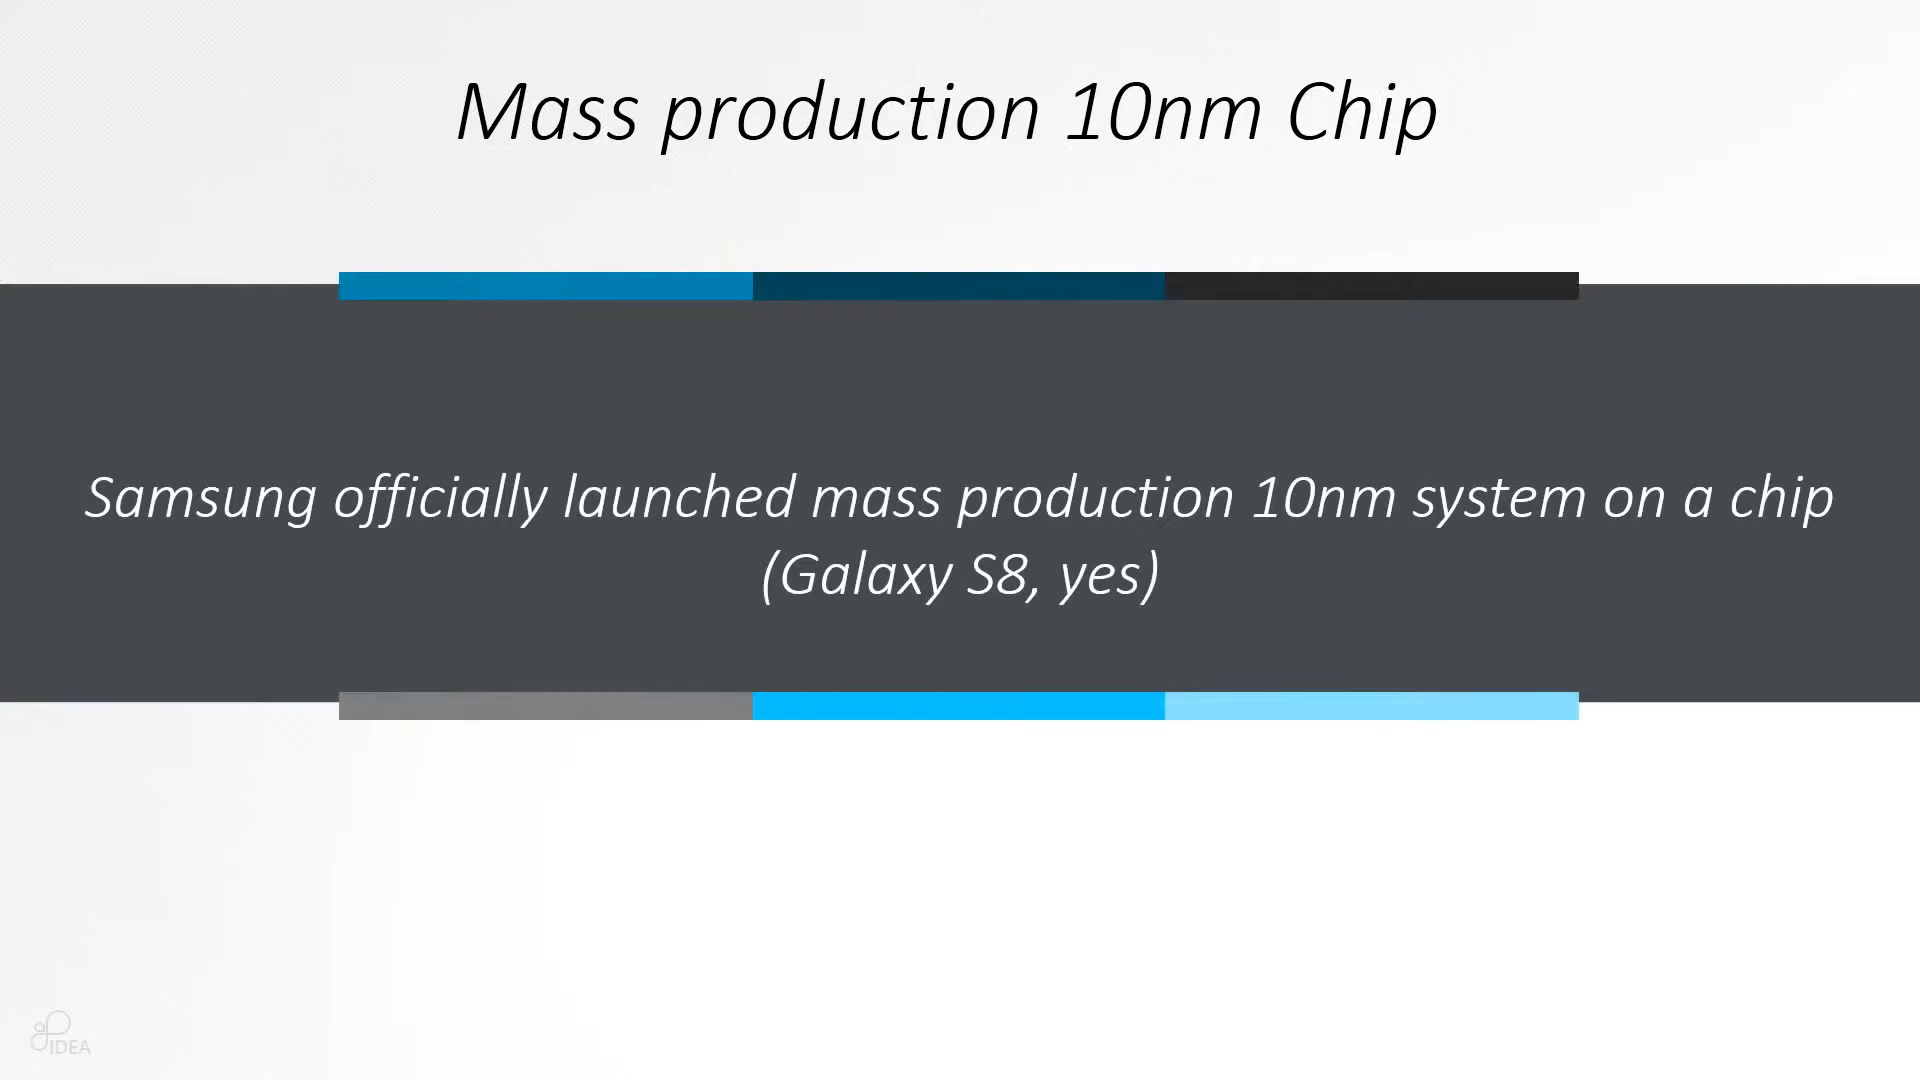 Mass production 10nm Chip
Samsung officially launched mass production 10nm system on a chip
(Galaxy S8, yes)
IDEA